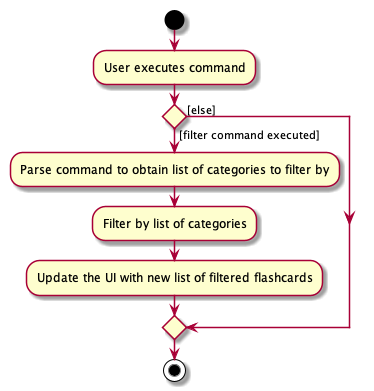 User executes command
[else]
[filter command executed]
Parse command to obtain list of categories to filter by
Filter by list of categories
Update the UI with new list of filtered flashcards